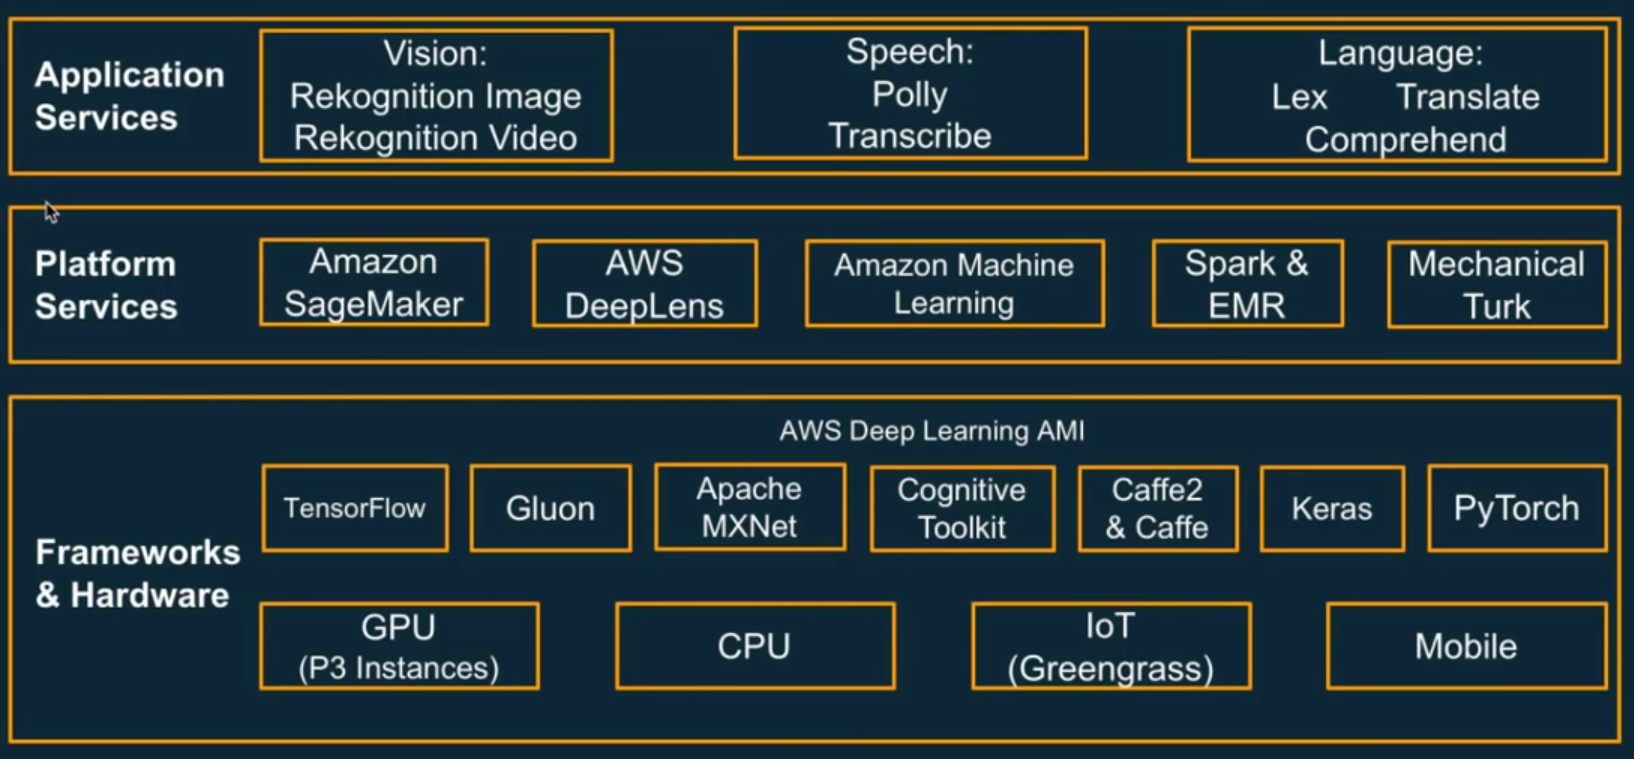 Application
Services
Vision:
Rekognition Image
Rekognition Video
Speech:
Polly
Transcribe
Language:
Lex Translate
Comprehend
Platform
Services
Amazon
SageMaker
AWS
DeepLens
Amazon Machine
Learning
Spark &
EMR
Mechanical
Turk
Frameworks
& Hardware
AWS Deep Learning AMI
TensorFlow
Gluon
Apache
MXNet
Cognitive
Toolkit
Caffe2
& Caffe
Keras
PyTorch
GPU
(P3 Instances)
CPU
IoT
(Greengrass)
Mobile